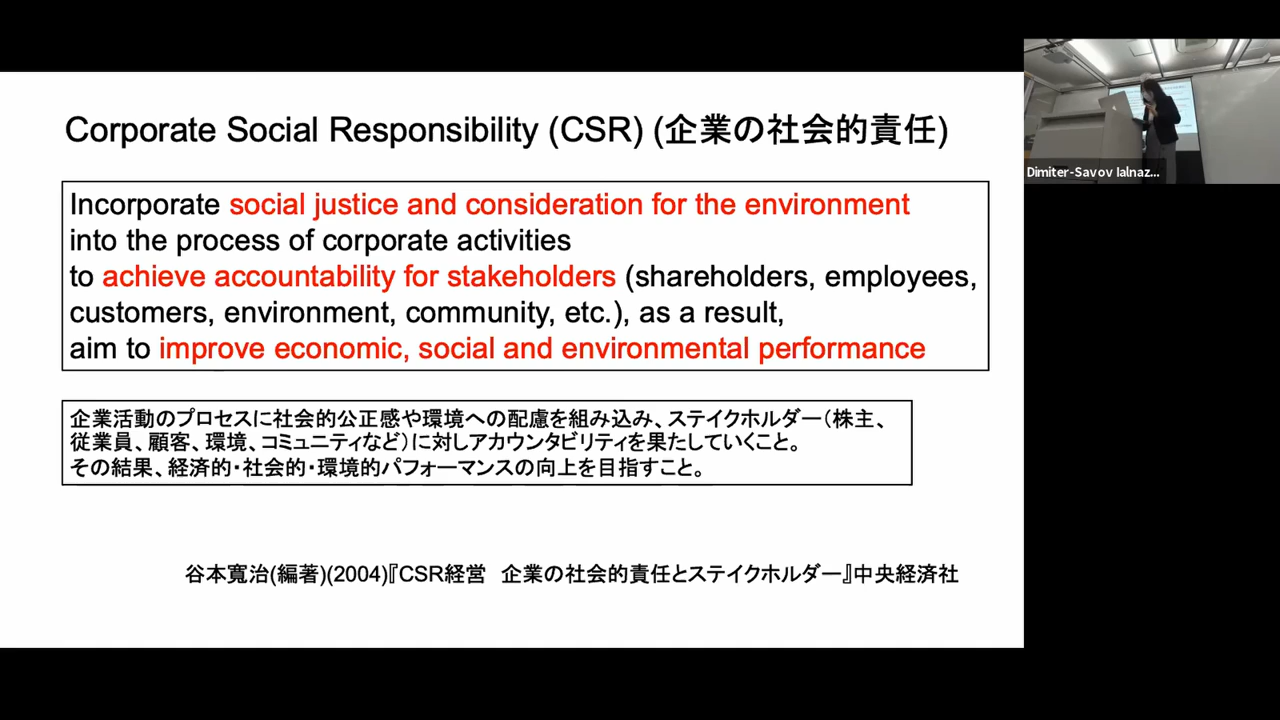 Corporate Social Responsibility (CSR) (企業の社会的責任)
Incorporate social justice and consideration for the environment
into the process of corporate activities
to achieve accountability for stakeholders (shareholders, employees,
customers, environment, community, etc.), as a result,
aim to improve economic, social and environmental performance
企業活動のプロセスに社会的公正感や環境への配慮を組み込み、ステイクホルダー(株主、
従業員、顧客、環境、コミュニティなど)に対しアカウンタビリティを果たしていくこと。
その結果、経済的・社会的・環境的パフォーマンスの向上を目指すこと。
谷本寛治(編著)(2004)『CSR経営 企業の社会的責任とステイクホルダー』中央経済社
Dimiter-Savov Ialnaz...